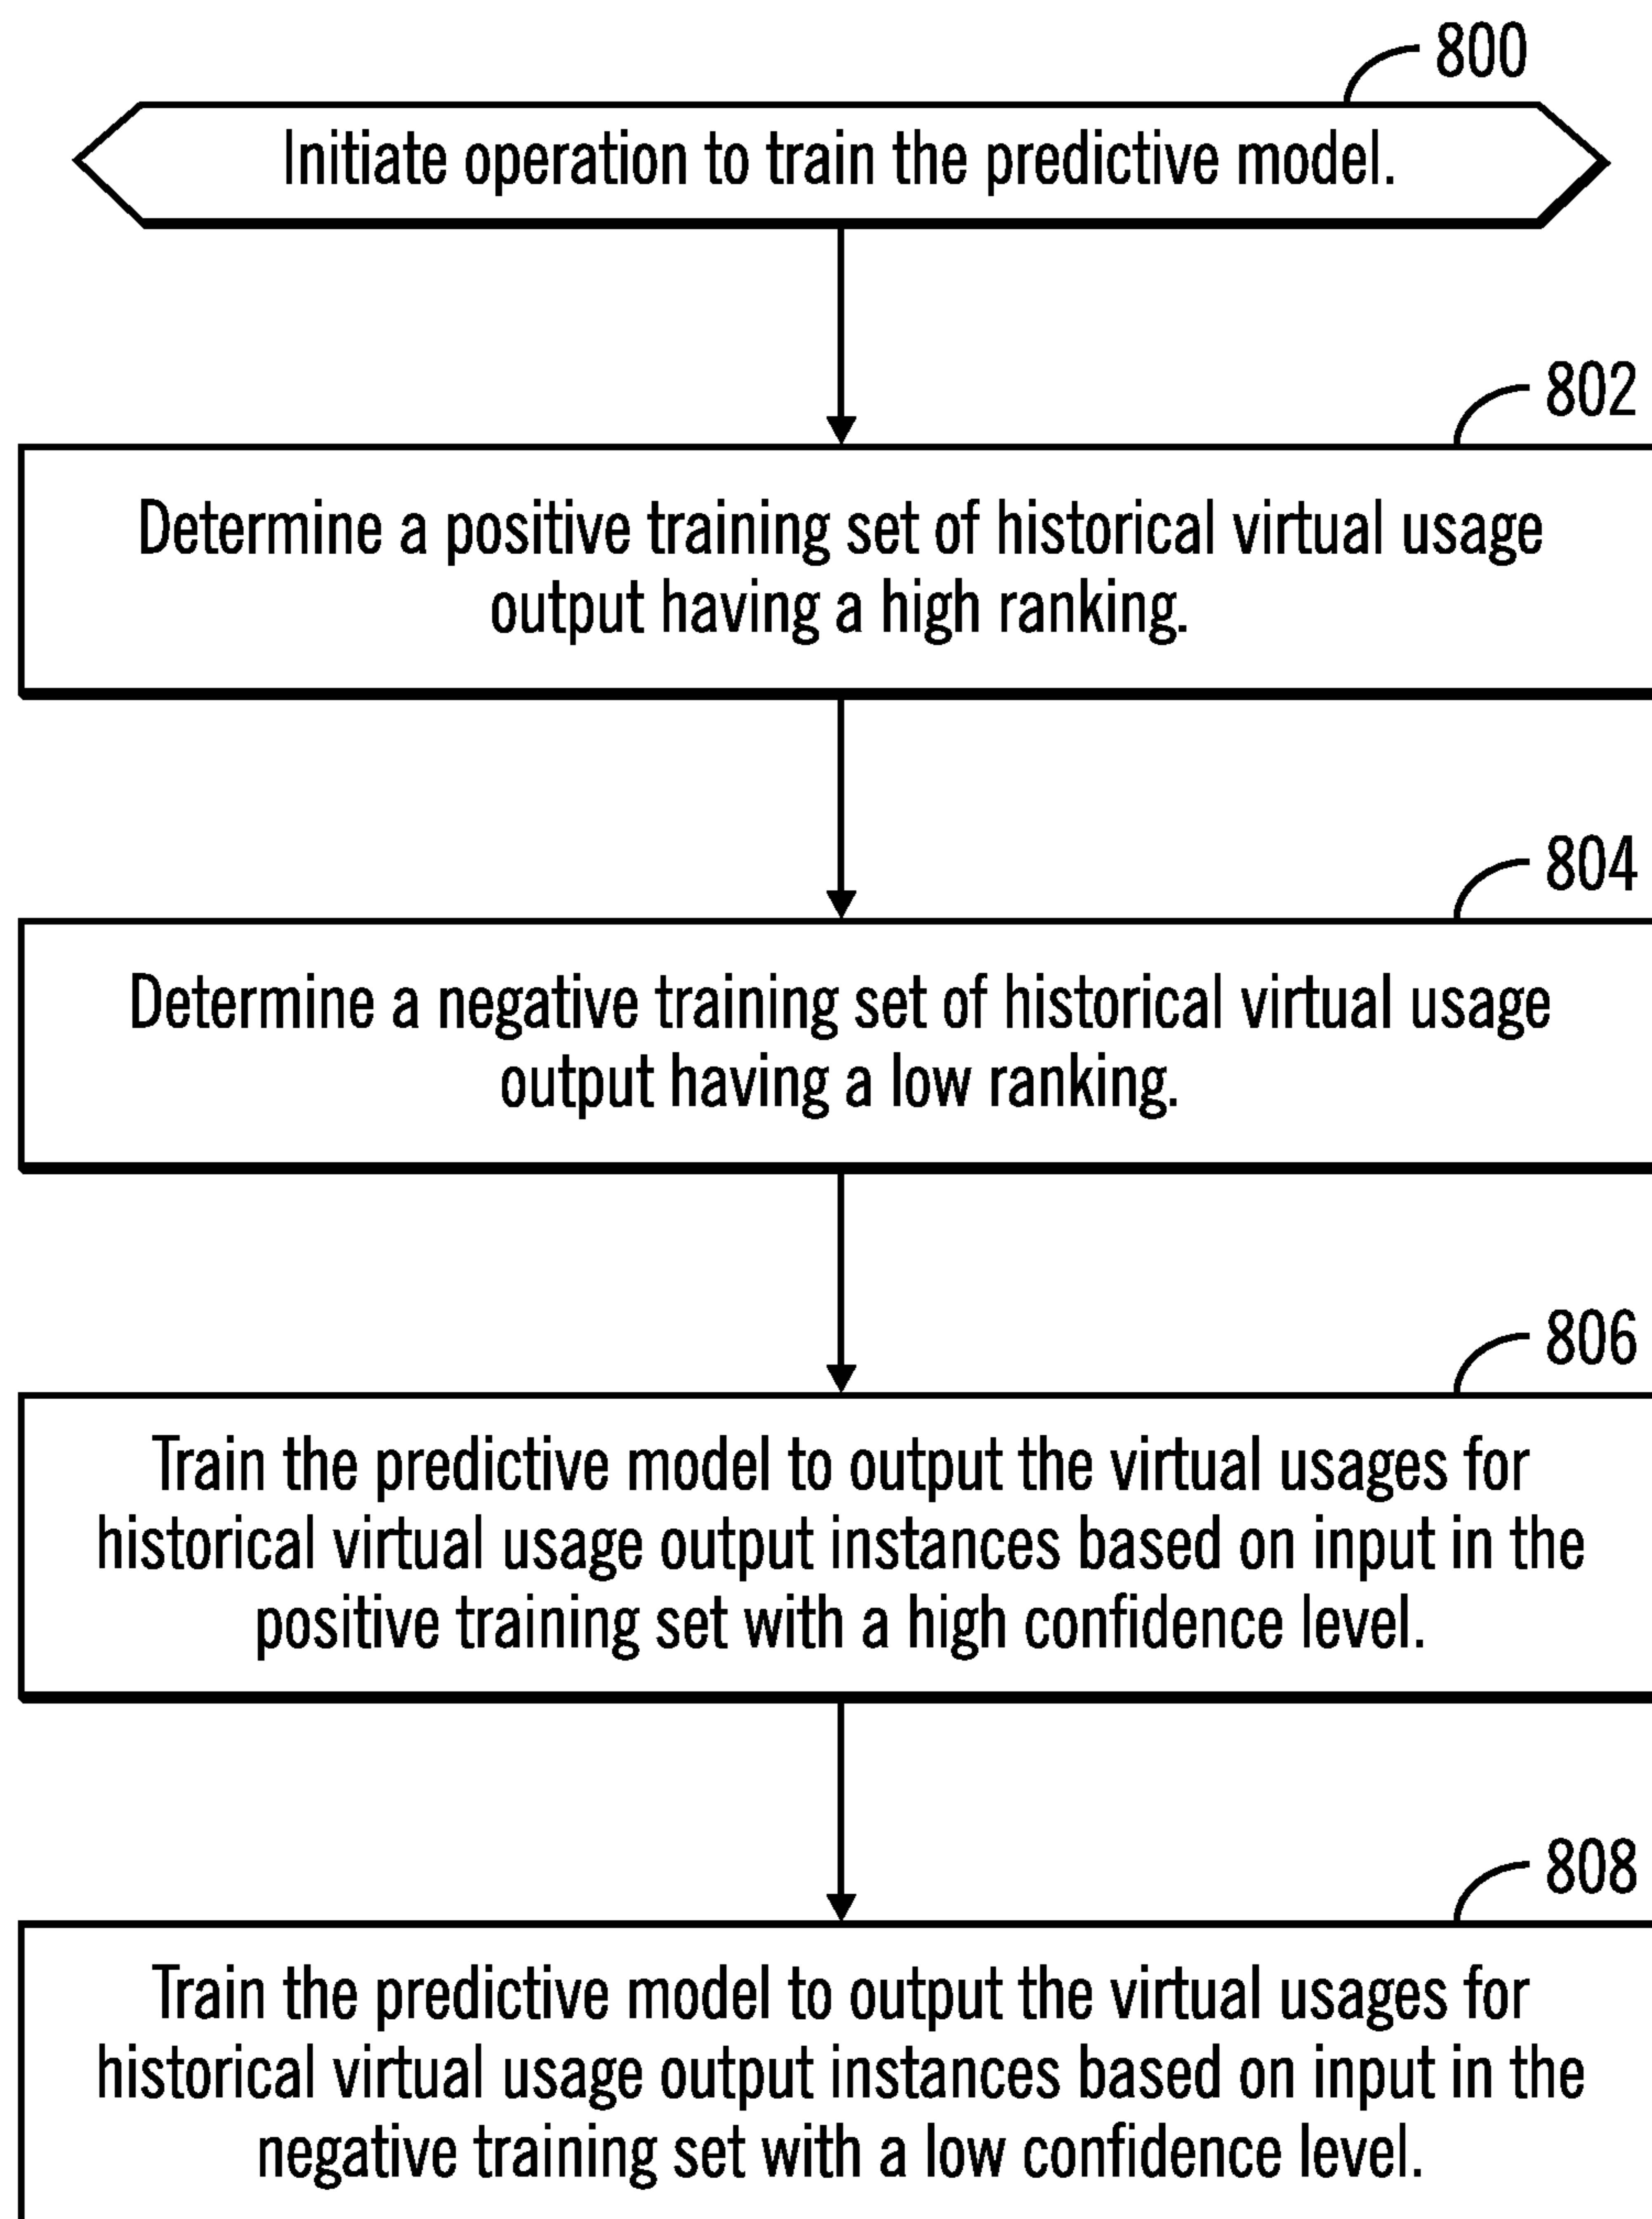 800
Initiate operation to train the predictive model.
802
Determine a positive training set of historical virtual usage
output having a high ranking.
804
Determine a negative training set of historical virtual usage
output having a low ranking.
806
Train the predictive model to output the virtual usages for
historical virtual usage output instances based on input in the
positive training set with a high confidence level.
808
Train the predictive model to output the virtual usages for
historical virtual usage output instances based on input in the
negative training set with a low confidence level.